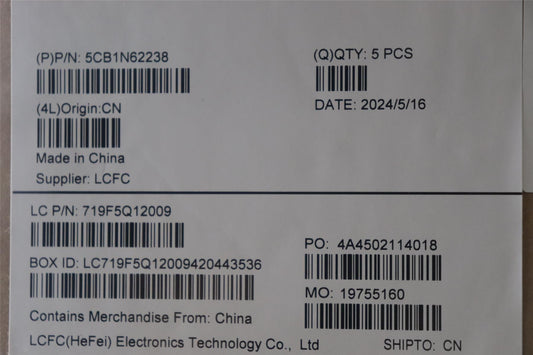 (P)P/N: 5CB1N62238
(Q)QTY: 5 PCS
(4L)Origin:CN
DATE: 2024/5/16
Made in China
Supplier: LCFC
LC P/N: 719F5Q12009
PO: 4A4502114018
BOX ID: LC719F5Q12009420443536
MO: 19755160
Contains Merchandise From: China
LCFC(HeFei) Electronics Technology Co., Ltd
SHIPTO: CN